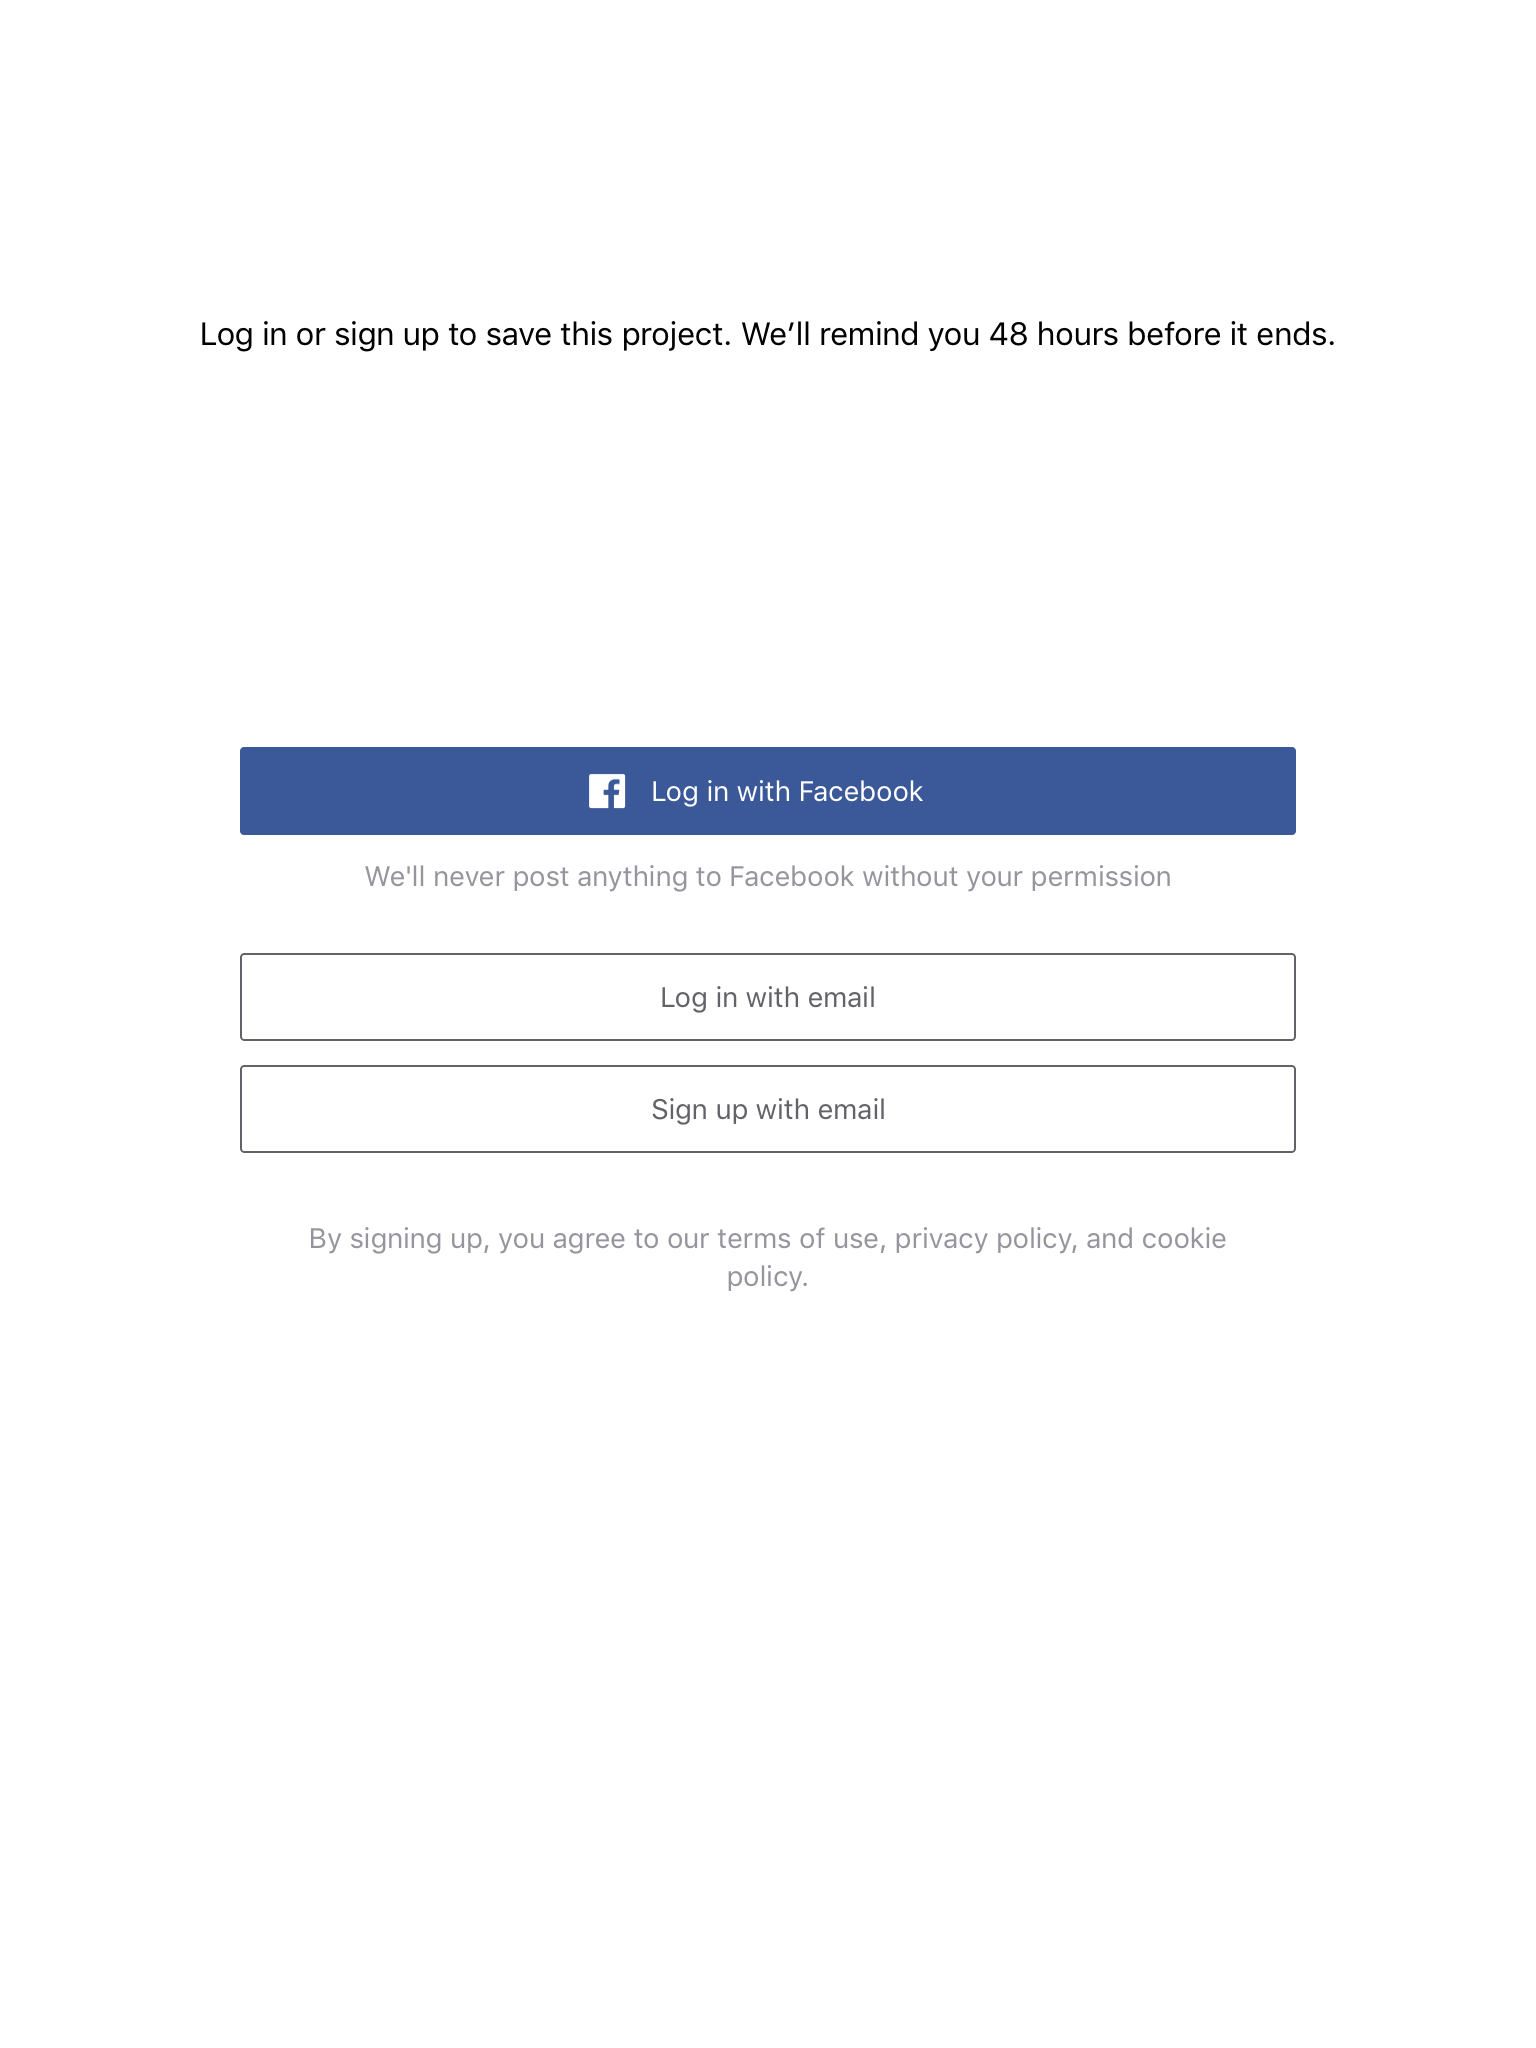 Log in or sign up to save this project. We’ll remind you 48 hours before it ends.
Log in with Facebook
We'll never post anything to Facebook without your permission
Log in with email
Sign up with email
By signing up, you agree to our terms of use, privacy policy, and cookie
policy.